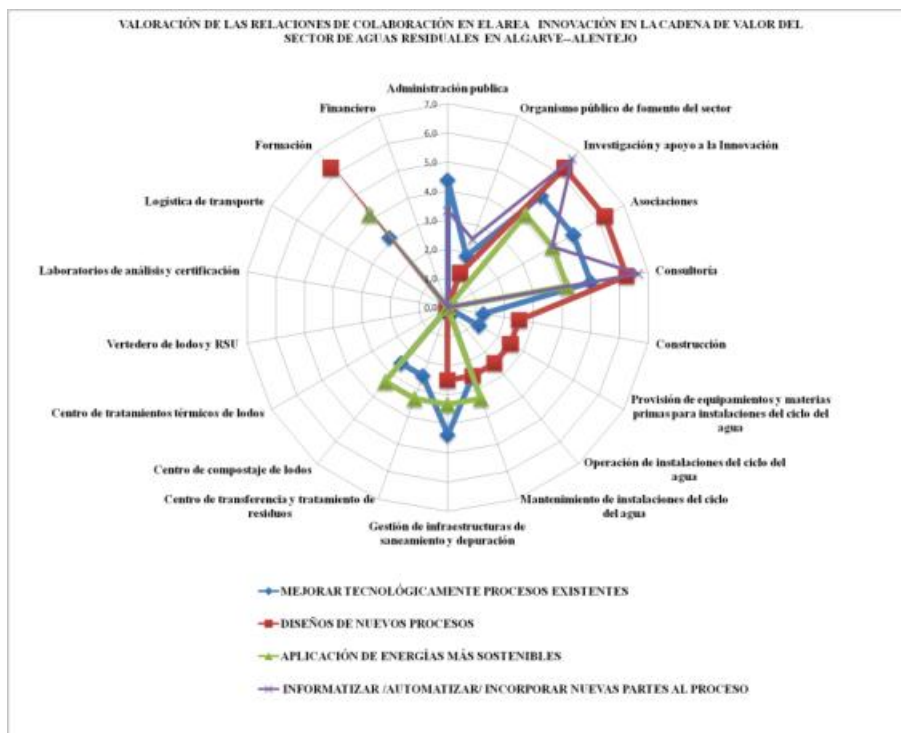 VALORACIÓN DE LAS RELACIONES DE COLABORACIÓN EN EL AREA INNOVACIÓN EN LA CADENA DE VALOR DEL
SECTOR DE AGUAS RESIDUALES EN ALGARVE--ALENTEJO
Administración publica
Financiero
Organismo público de fomento del sector
Formación
Investigación y apoyo a la Innovación
Logística de transporte
Asociaciones
Laboratorios de análisis y certificación
Consultoría
Vertedero de lodos y RSU
Construcción
Centro de tratamientos térmicos de lodos
Provisión de equipamientos y materias
primas para instalaciones del ciclo del
agua
Centro de compostaje de lodos
Operación de instalaciones del ciclo del
agua
Centro de transferencia y tratamiento de
residuos
Mantenimiento de instalaciones del ciclo
del agua
Gestión de infraestructuras de
saneamiento y depuración
7,0
6,0
5,0
4,0
3,0
2,0
1,0
0,0
MEJORAR TECNOLÓGICAMENTE PROCESOS EXISTENTES
DISEÑOS DE NUEVOS PROCESOS
APLICACIÓN DE ENERGÍAS MÁS SOSTENIBLES
INFORMATIZAR /AUTOMATIZAR/ INCORPORAR NUEVAS PARTES AL PROCESO